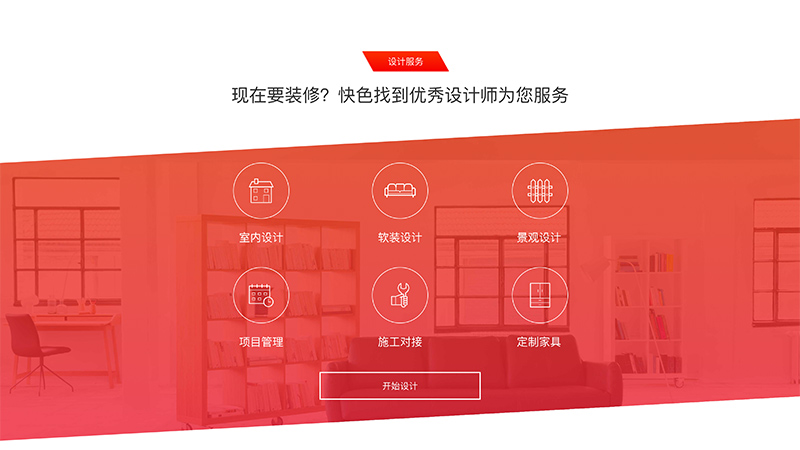 设计服务
现在要装修？快色找到优秀设计师为您服务
室内设计
软装设计
景观设计
项目管理
施工对接
定制家具
开始设计